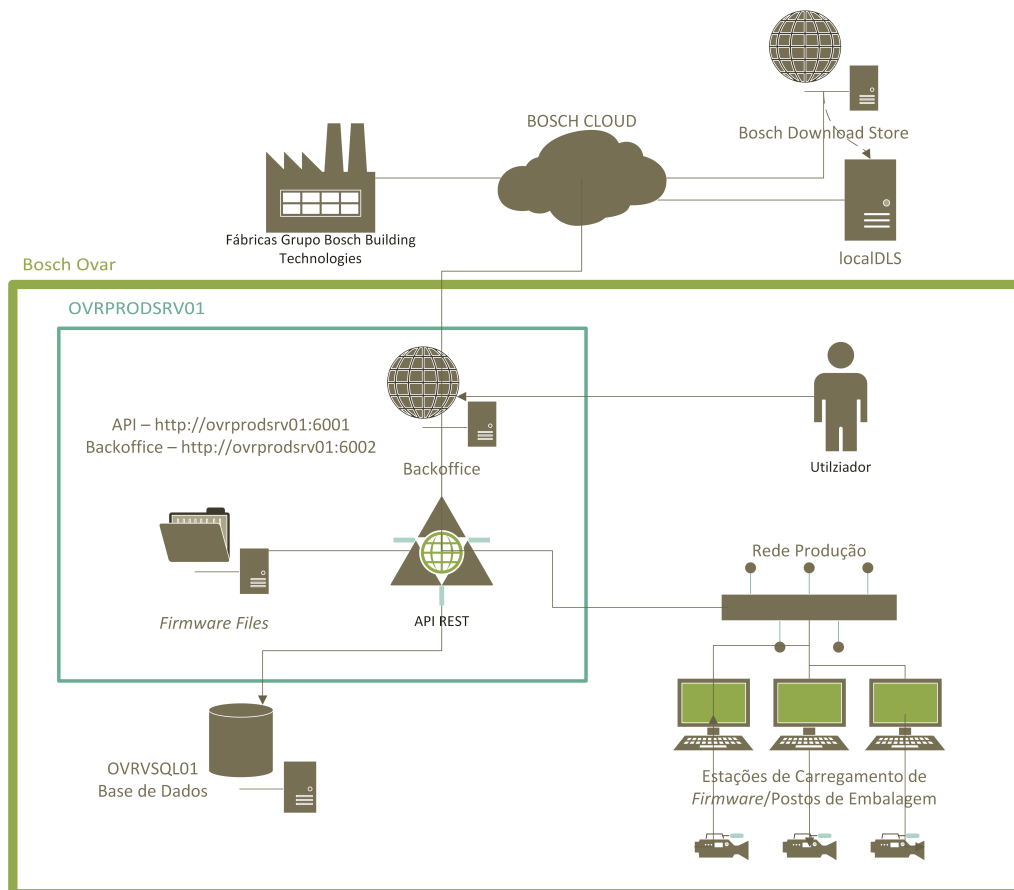 BOSCH CLOUD
Bosch Download Store
Fábricas Grupo Bosch Building
Technologies
localDLS
Bosch Ovar
OVRPRODSRV01
API – http://ovrprodsrv01:6001
Backoffice – http://ovrprodsrv01:6002
Backoffice
Utilziador
Rede Produção
Firmware Files
API REST
OVRVSQL01
Base de Dados
Estações de Carregamento de
Firmware/Postos de Embalagem